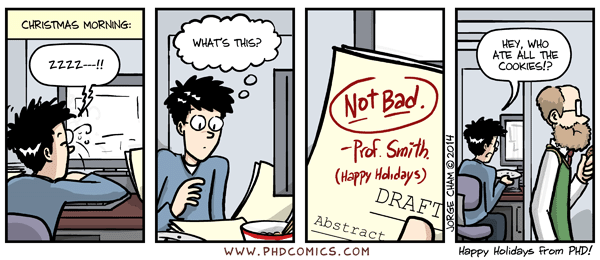 CHRISTMAS MORNING:
ZZZZ---!!
WHAT'S THIS?
Not Bad.
-Prof. Smith.
(Happy Holidays)
DRAFT
Abstract
HEY, WHO
ATE ALL THE
COOKIES!?
JORGE CHAM © 2014
WWW.PHDCOMICS.COM
Happy Holidays from PHD!